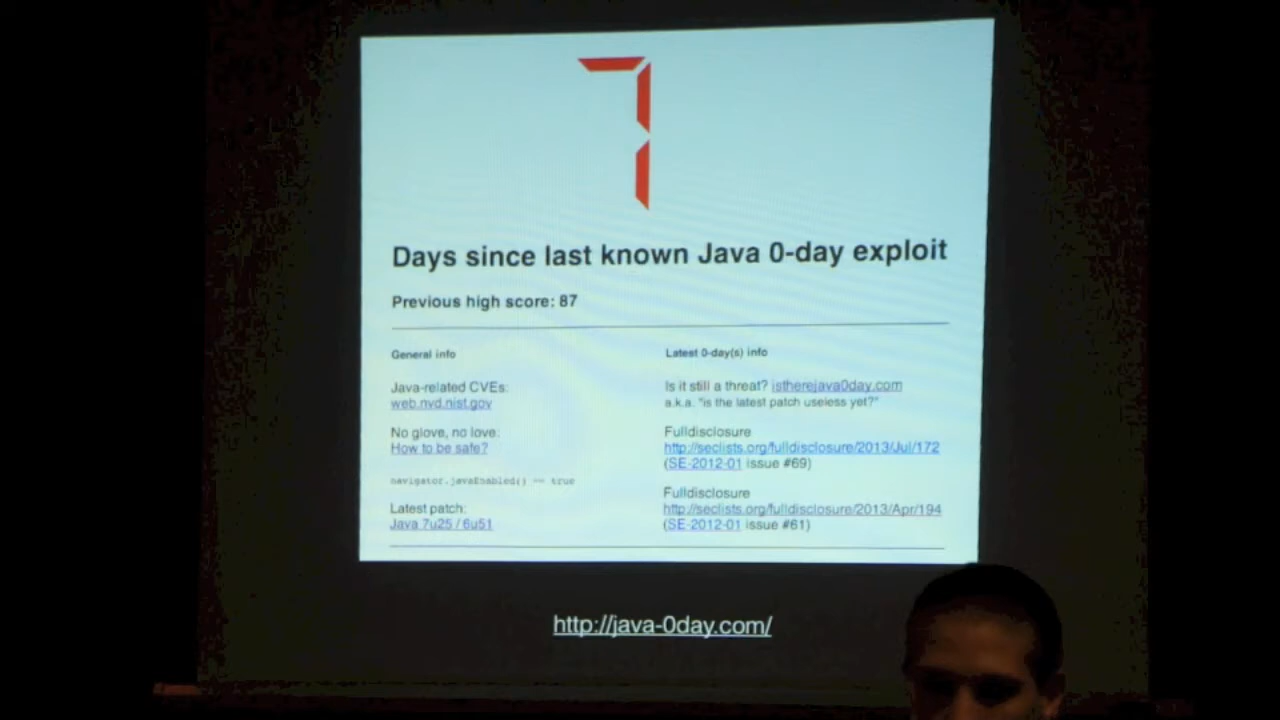 7
Days since last known Java 0-day exploit
Previous high score: 87
General info
Java-related CVEs:
web.nvd.nist.gov
No glove, no love:
How to be safe?
navigator.javaEnabled() == true
Latest patch:
Java 7u25 / 6u51
Latest 0-day(s) info
Is it still a threat? istherejava0day.com
a.k.a. "is the latest patch useless yet?"
Fulldisclosure
http://seclists.org/fulldisclosure/2013/Jul/172
(SE-2012-01 issue #69)
Fulldisclosure
http://seclists.org/fulldisclosure/2013/Apr/194
(SE-2012-01 issue #61)
http://java-0day.com/